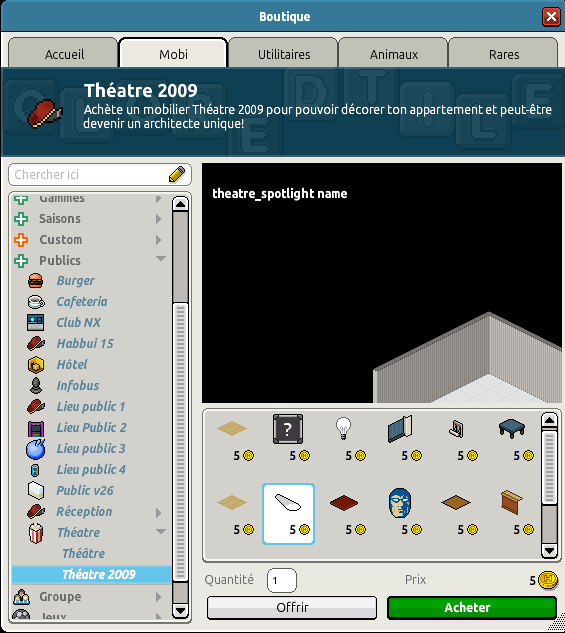 Boutique
Accueil
Mobi
Utilitaires
Animaux
Rares
Théatre 2009
Achète un mobilier Théatre 2009 pour pouvoir décorer ton appartement et peut-être
devenir un architecte unique!
Chercher ici
Gammes
Saisons
Custom
Publics
Burger
Cafeteria
Club NX
Habbui 15
Hôtel
Infobus
Lieu public 1
Lieu Public 2
Lieu public 3
Lieu public 4
Public v26
Réception
Théatre
Théâtre
Théatre 2009
Groupe
Jeux
theatre_spotlight name
?
5 5 5 5 5 5
5 5 5 5 5 5
Quantité 1 Prix 5
Offrir Acheter